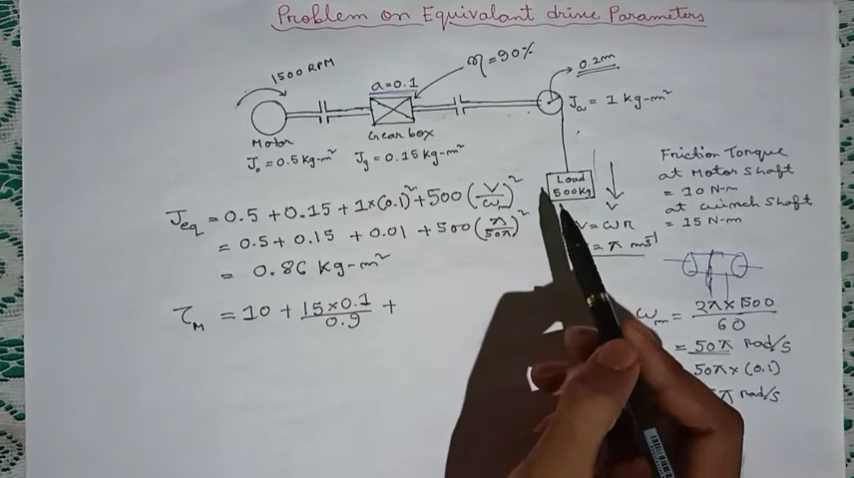 Problem on Equivalant drive Parameters
1500 RPM
a=0.1
η=90%
0.2m
Motor
J₀ = 0.5 kg-m²
Gear box
Jg = 0.15 kg-m²
Jω = 1 kg-m²
Load
500kg
V
V = ωR
= π ms⁻¹
Friction Torque
at Motor Shaft
= 10 N-m
at winch shaft
= 15 N-m
Jeq = 0.5 + 0.15 + 1×(0.1)² + 500 (V/ωm)²
= 0.5 + 0.15 + 0.01 + 500 (π/50π)²
= 0.86 kg-m²
τM = 10 + 15×0.1/0.9 +
ωm = 2π×1500/60
= 50π rad/s
50π×(0.1)
π rad/s